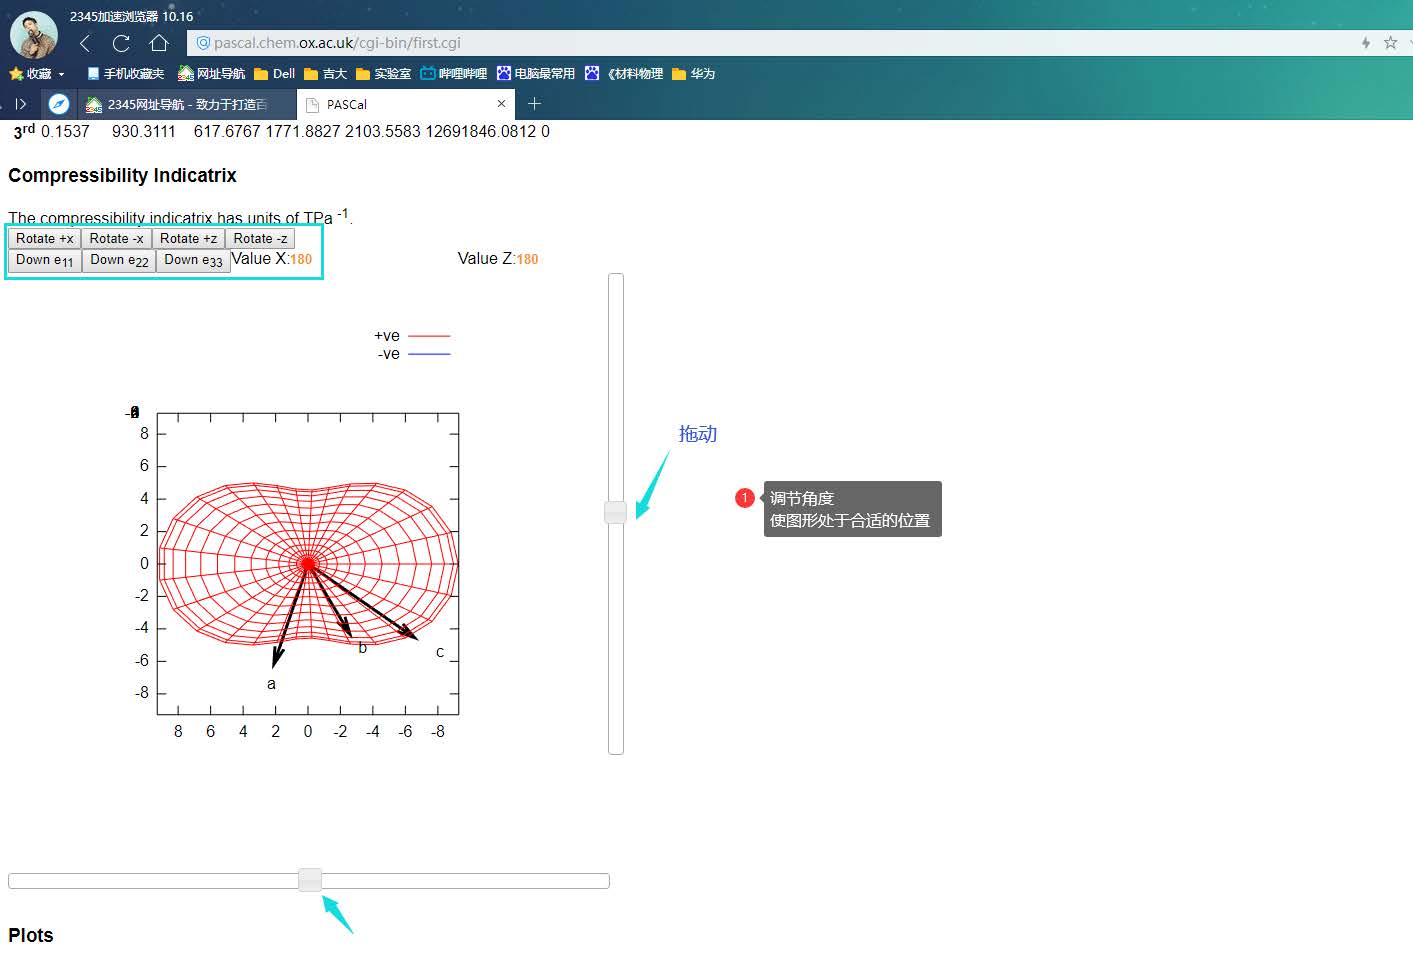 2345加速浏览器 10.16
pascal.chem.ox.ac.uk/cgi-bin/first.cgi
收藏 手机收藏夹 网址导航 Dell 吉大 实验室 哔哩哔哩 电脑最常用 《材料物理 华为
2345网址导航 - 致力于打造百 PASCal
3rd 0.1537 930.3111 617.6767 1771.8827 2103.5583 12691846.0812 0
Compressibility Indicatrix
The compressibility indicatrix has units of TPa -1.
Rotate +x Rotate -x Rotate +z Rotate -z
Down e11 Down e22 Down e33 Value X:180 Value Z:180
+ve
-ve
8
6
4
2
0
-2
-4
-6
-8
a
b
c
8 6 4 2 0 -2 -4 -6 -8
拖动
1 调节角度
使图形处于合适的位置
Plots